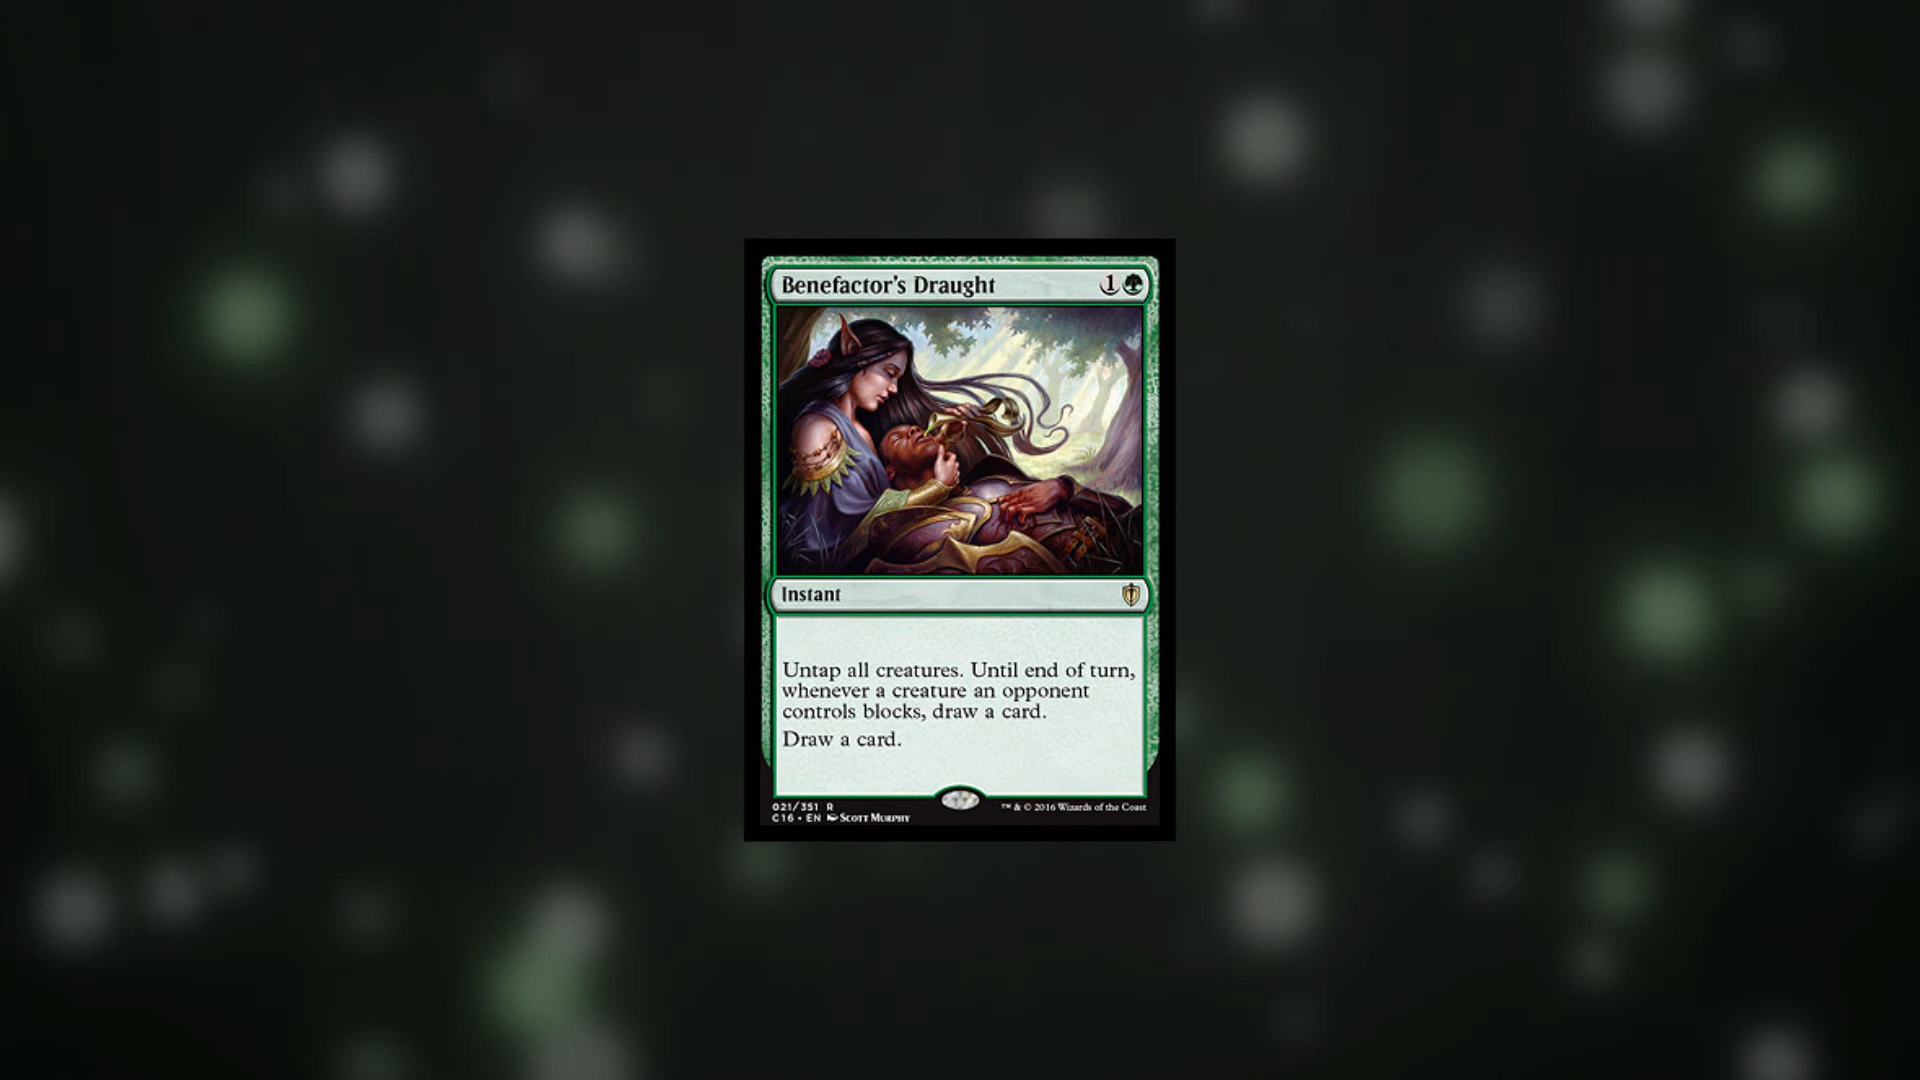 Benefactor's Draught 1
Instant
Untap all creatures. Until end of turn,
whenever a creature an opponent
controls blocks, draw a card.
Draw a card.
021/351 R
C16 • EN Scott Murphy
™ & © 2016 Wizards of the Coast